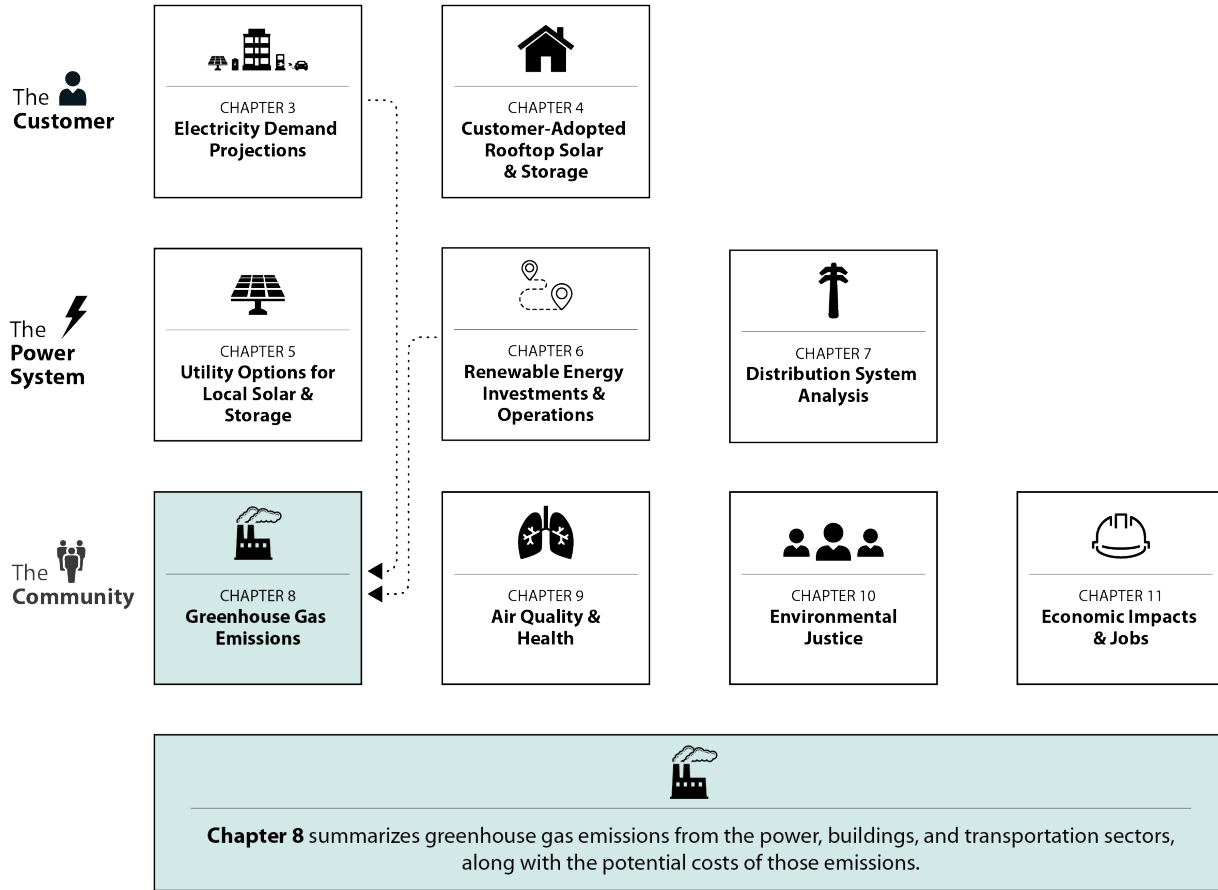 The
Customer
CHAPTER 3
Electricity Demand
Projections
CHAPTER 4
Customer-Adopted
Rooftop Solar
& Storage
The
Power
System
CHAPTER 5
Utility Options for
Local Solar &
Storage
CHAPTER 6
Renewable Energy
Investments &
Operations
CHAPTER 7
Distribution System
Analysis
The
Community
CHAPTER 8
Greenhouse Gas
Emissions
CHAPTER 9
Air Quality &
Health
CHAPTER 10
Environmental
Justice
CHAPTER 11
Economic Impacts
& Jobs
Chapter 8 summarizes greenhouse gas emissions from the power, buildings, and transportation sectors,
along with the potential costs of those emissions.